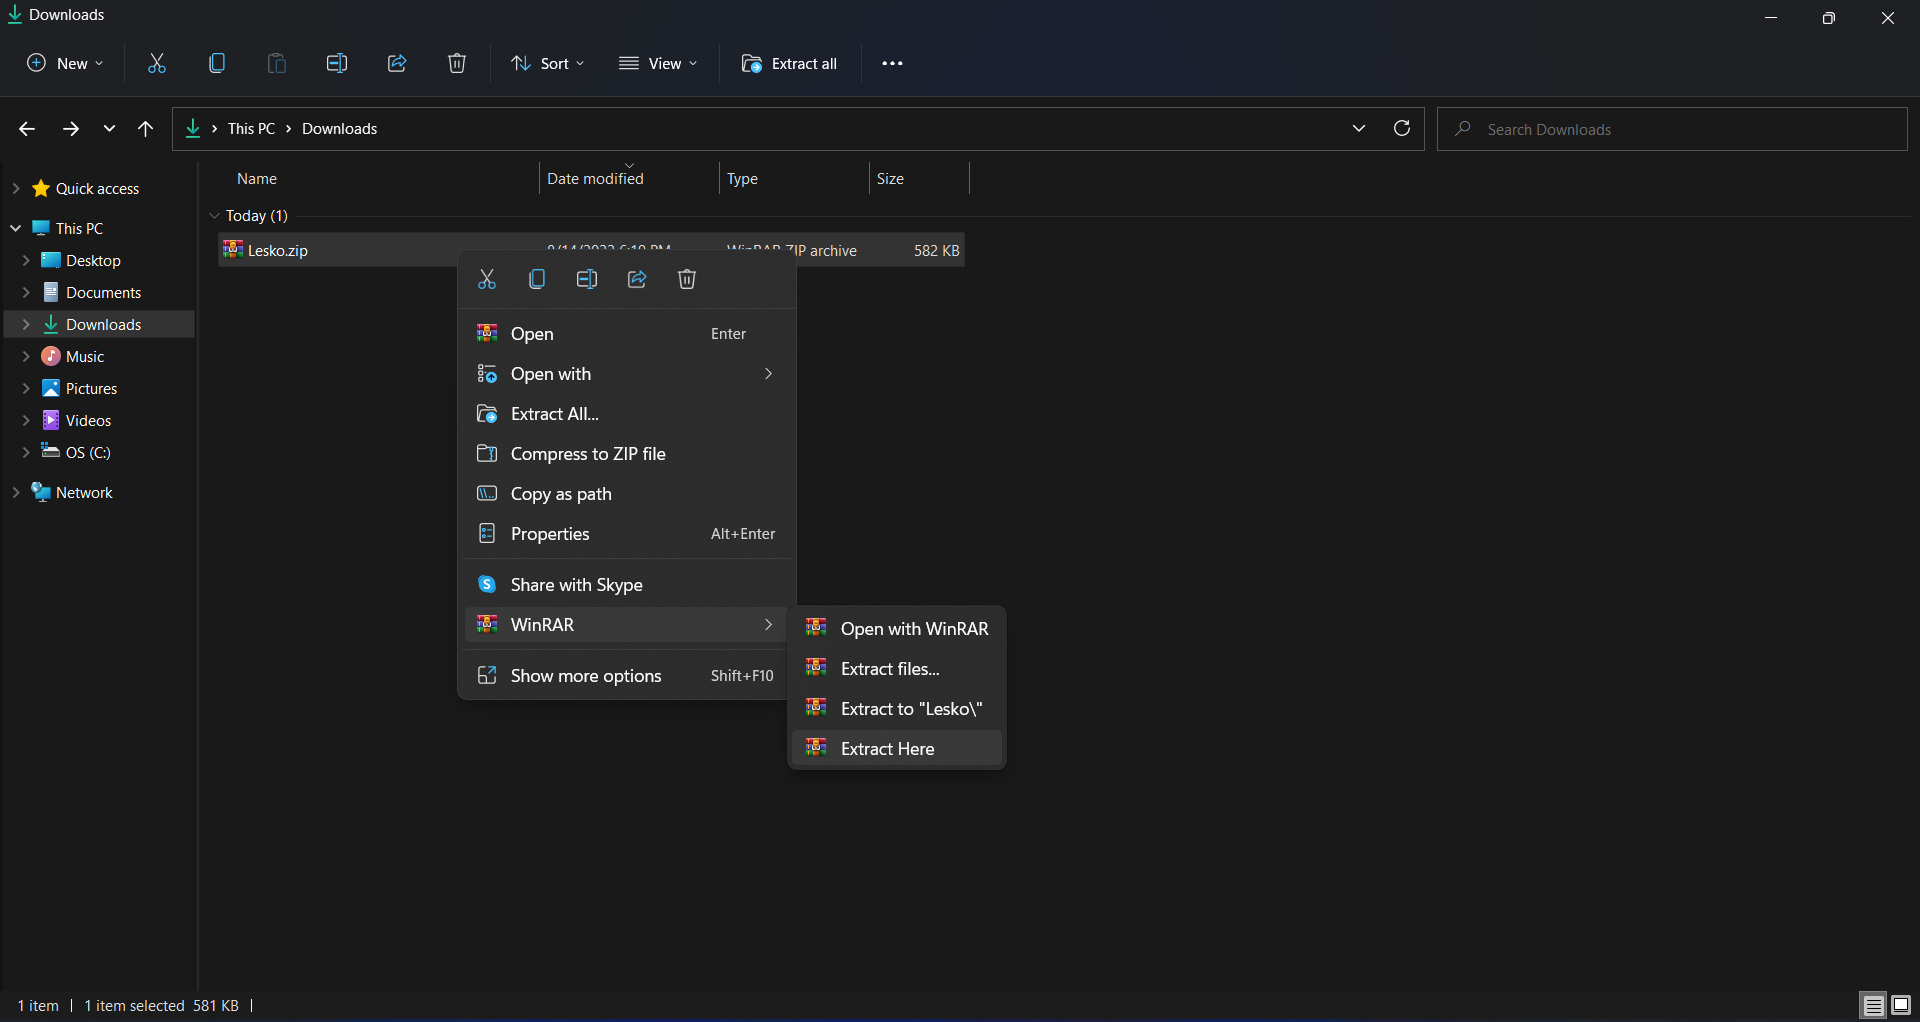 Downloads
New
Sort
View
Extract all
This PC
Downloads
Search Downloads
Quick access
This PC
Desktop
Documents
Downloads
Music
Pictures
Videos
OS (C:)
Network
Name Date modified Type Size
Today (1)
Lesko.zip ZIP archive 582 KB
Open Enter
Open with
Extract All...
Compress to ZIP file
Copy as path
Properties Alt+Enter
Share with Skype
WinRAR
Show more options Shift+F10
Open with WinRAR
Extract files...
Extract to "Lesko\"
Extract Here
1 item 1 item selected 581 KB